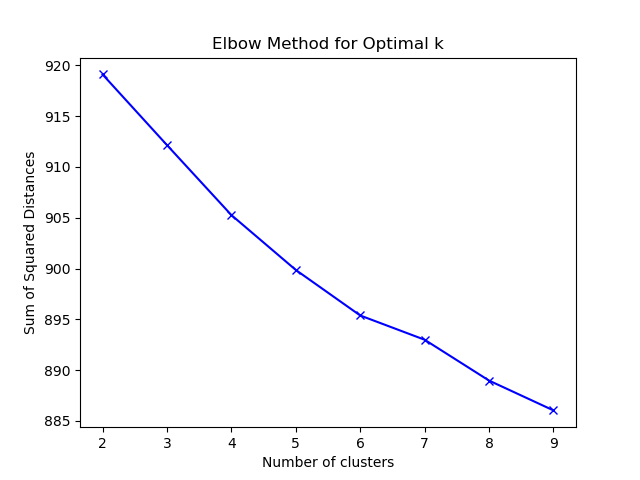 Elbow Method for Optimal k
920
915
910
905
900
895
890
885
Sum of Squared Distances
2 3 4 5 6 7 8 9
Number of clusters